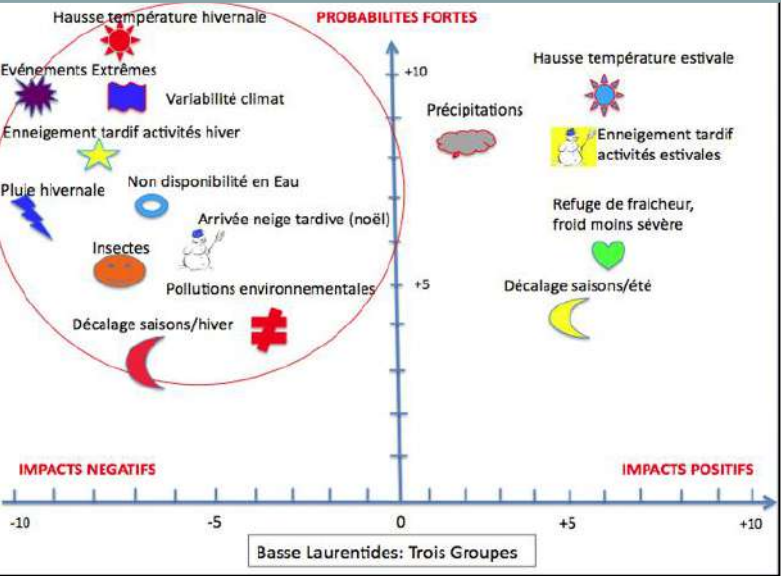 Hausse température hivernale
PROBABILITES FORTES
Evénements Extrêmes
+10
Hausse température estivale
Variabilité climat
Précipitations
Enneigement tardif activités hiver
Enneigement tardif
activités estivales
Pluie hivernale
Non disponibilité en Eau
Refuge de fraicheur,
froid moins sévère
Arrivée neige tardive (noël)
Insectes
Pollutions environnementales
+5
Décalage saisons/été
Décalage saisons/hiver
IMPACTS NEGATIFS
IMPACTS POSITIFS
-10
-5
0
+5
+10
Basse Laurentides: Trois Groupes